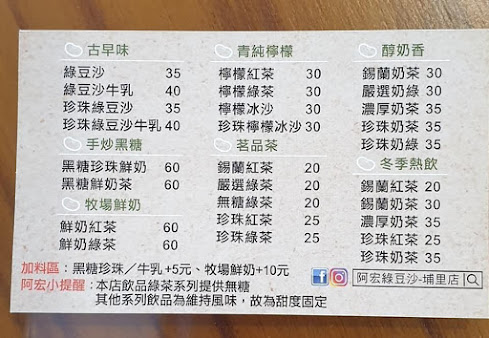 古早味
綠豆沙 35
綠豆沙牛乳 40
珍珠綠豆沙 35
珍珠綠豆沙牛乳 40
手炒黑糖
黑糖珍珠鮮奶 60
黑糖鮮奶茶 60
牧場鮮奶
鮮奶紅茶 60
鮮奶綠茶 60
青純檸檬
檸檬紅茶 30
檸檬綠茶 30
檸檬冰沙 30
珍珠檸檬冰沙 30
茗品茶
錫蘭紅茶 20
嚴選綠茶 20
無糖綠茶 20
珍珠紅茶 25
珍珠綠茶 25
醇奶香
錫蘭奶茶 30
嚴選奶綠 30
濃厚奶茶 35
珍珠奶茶 35
珍珠奶綠 35
冬季熱飲
錫蘭紅茶 20
錫蘭奶茶 30
濃厚奶茶 35
珍珠紅茶 25
珍珠奶茶 35
加料區：黑糖珍珠／牛乳+5元、牧場鮮奶+10元
阿宏小提醒：本店飲品綠茶系列提供無糖
其他系列飲品為維持風味，故為甜度固定
阿宏綠豆沙-埔里店